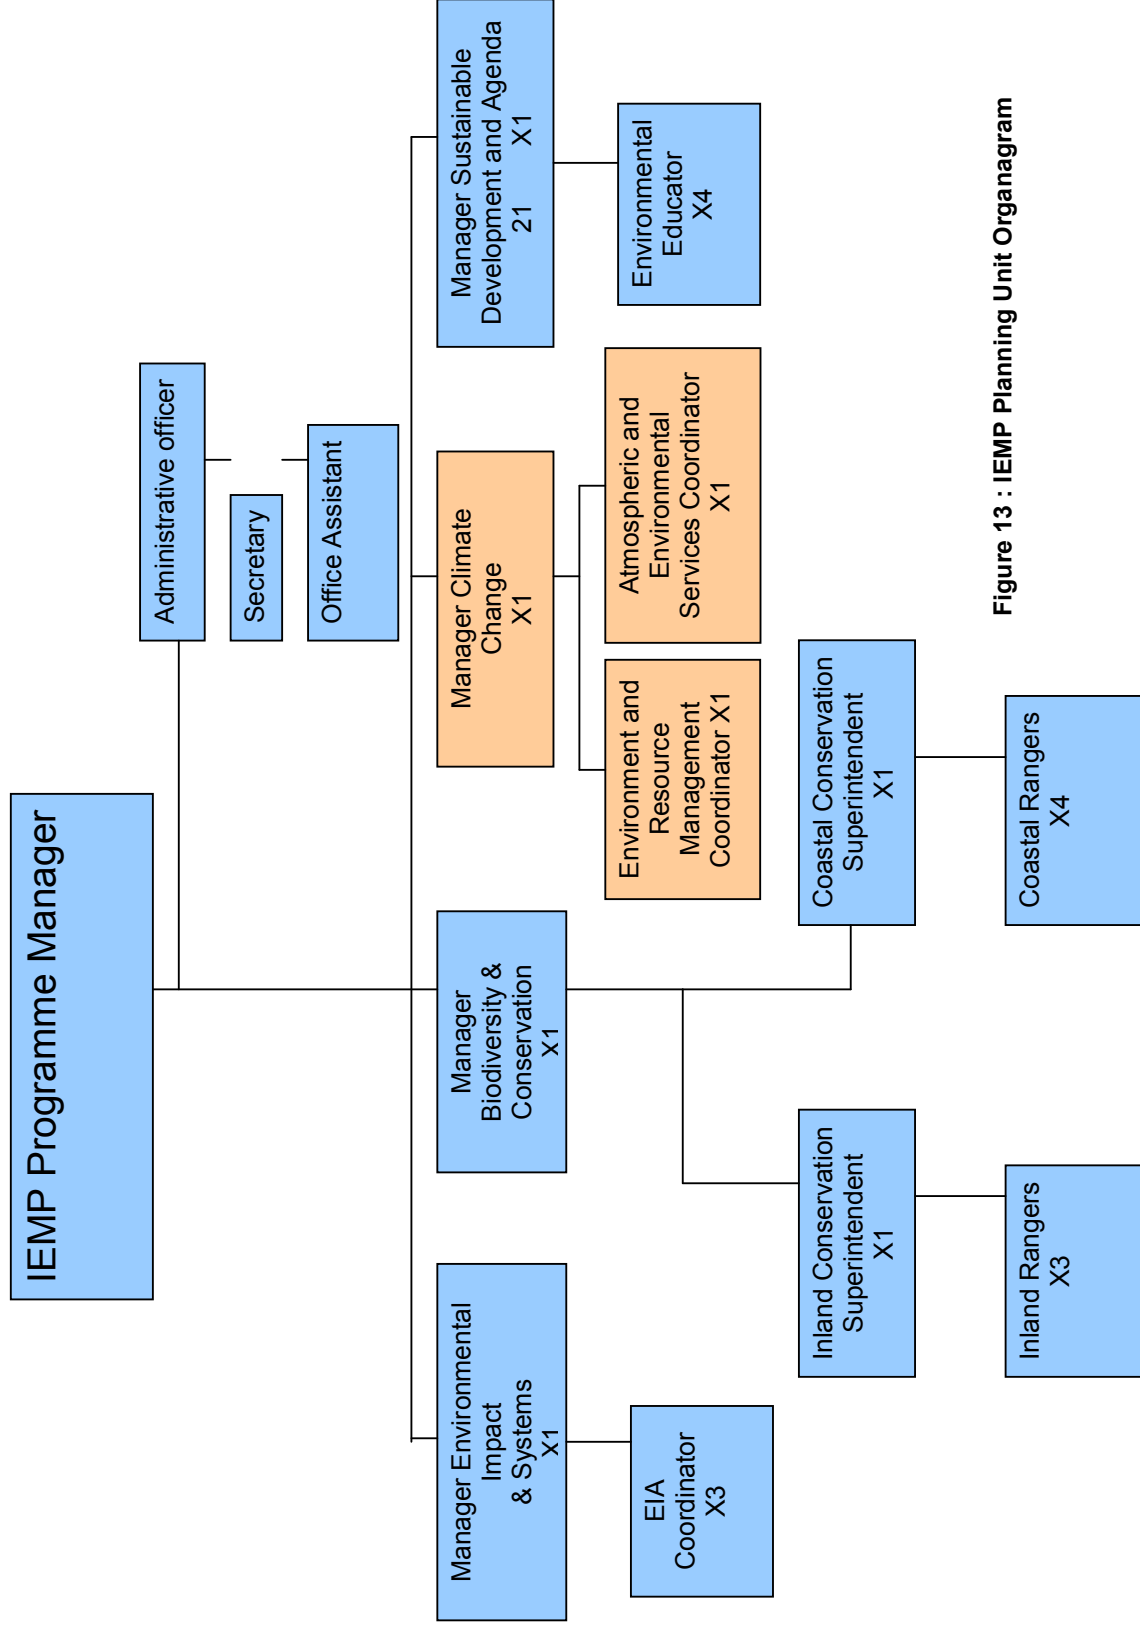 IEMP Programme Manager
Administrative officer
Secretary
Office Assistant
Manager Environmental
Impact
& Systems
X1
Manager
Biodiversity &
Conservation
X1
Manager Climate
Change
X1
Manager Sustainable
Development and Agenda
21 X1
EIA
Coordinator
X3
Environment and
Resource
Management
Coordinator X1
Atmospheric and
Environmental
Services Coordinator
X1
Environmental
Educator
X4
Inland Conservation
Superintendent
X1
Coastal Conservation
Superintendent
X1
Inland Rangers
X3
Coastal Rangers
X4
Figure 13 : IEMP Planning Unit Organagram